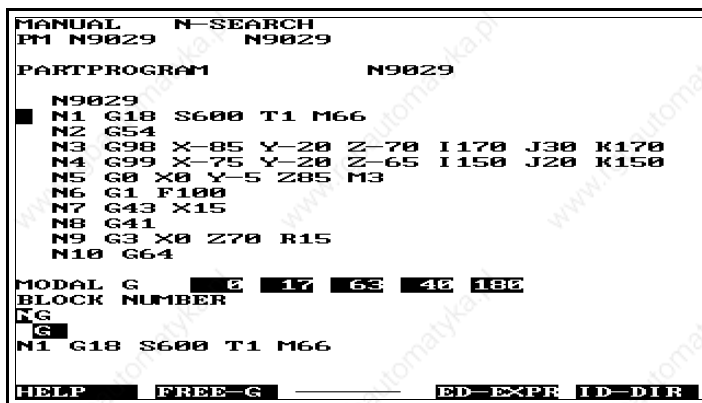 MANUAL N-SEARCH
PM N9029 N9029
PARTPROGRAM N9029
N9029
N1 G18 S600 T1 M66
N2 G54
N3 G98 X-85 Y-20 Z-70 I170 J30 K170
N4 G99 X-75 Y-20 Z-65 I150 J20 K150
N5 G0 X0 Y-5 Z85 M3
N6 G1 F100
N7 G43 X15
N8 G41
N9 G3 X0 Z70 R15
N10 G64
MODAL G 0 17 63 40 180
BLOCK NUMBER
NG
G
N1 G18 S600 T1 M66
HELP FREE-G ED-EXPR ID-DIR